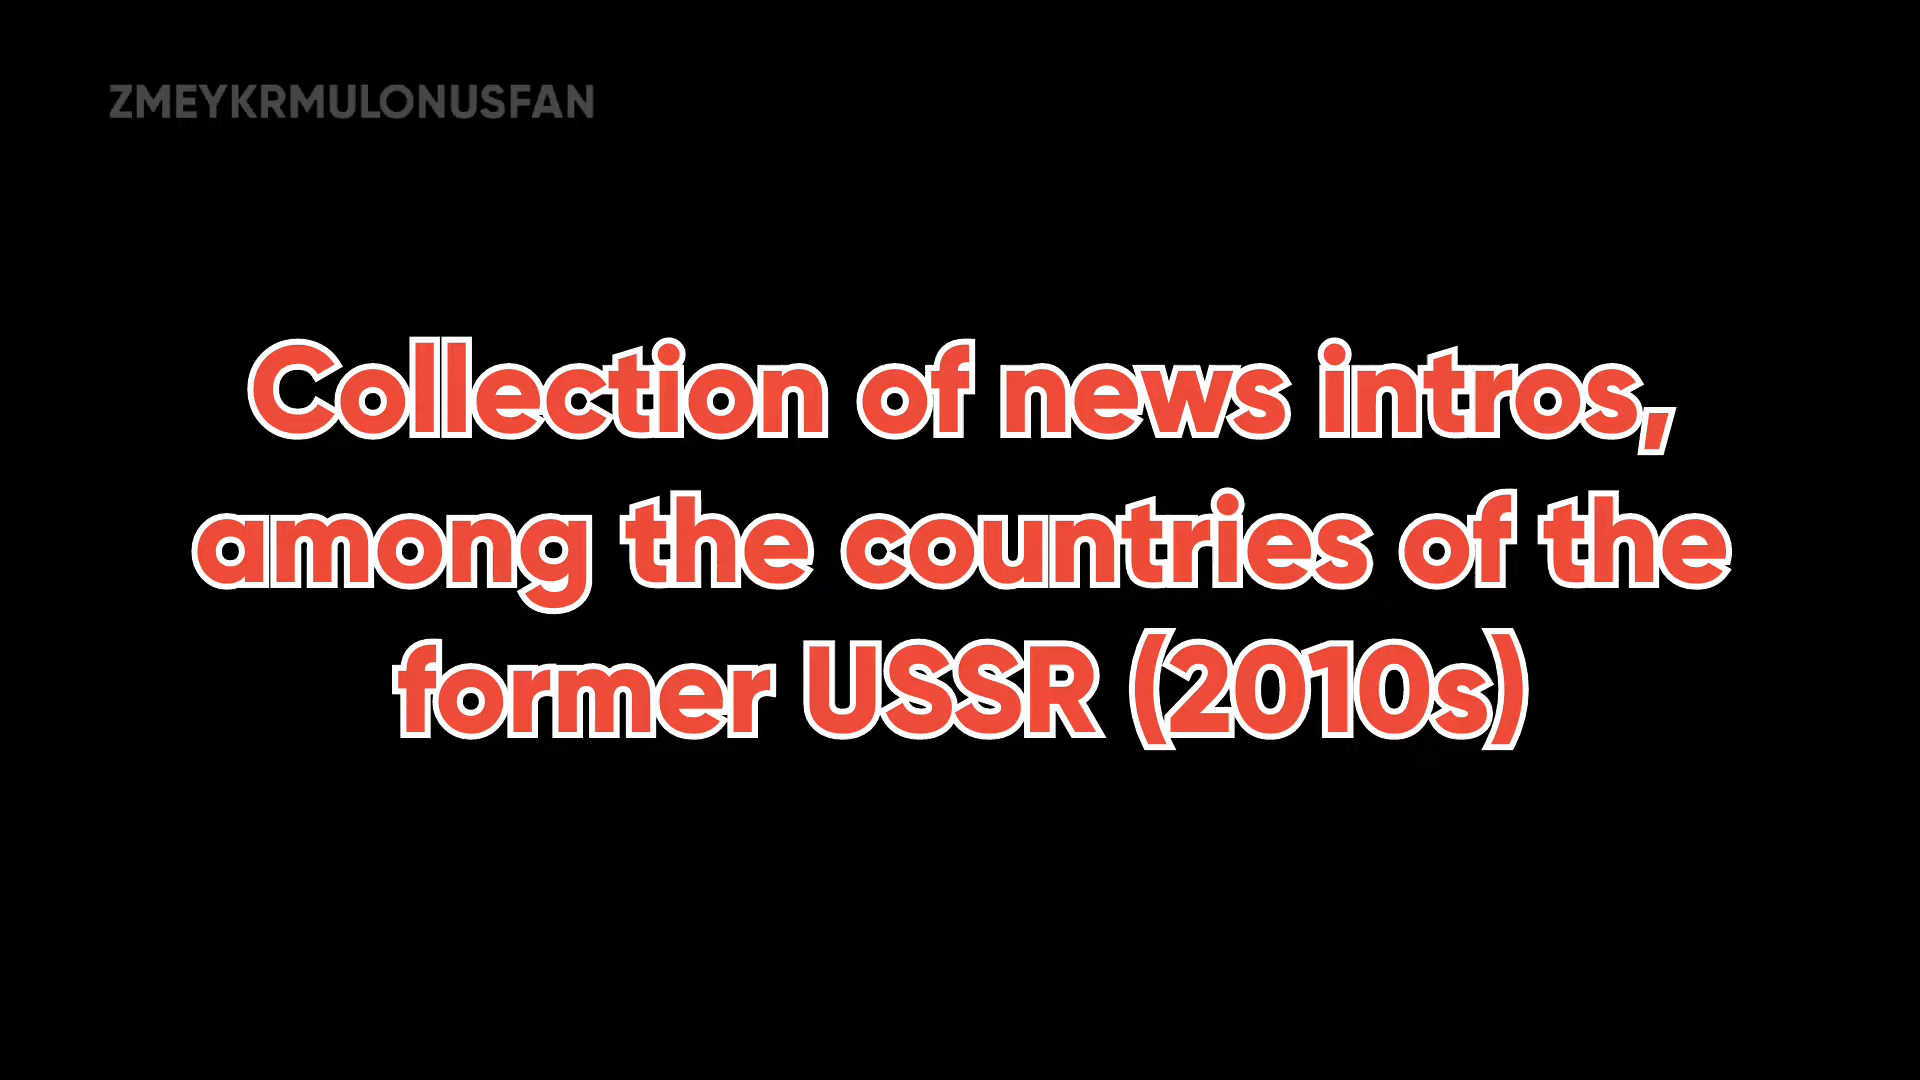 ZMEYKRMULONUSFAN
Collection of news intros,
among the countries of the
former USSR (2010s)